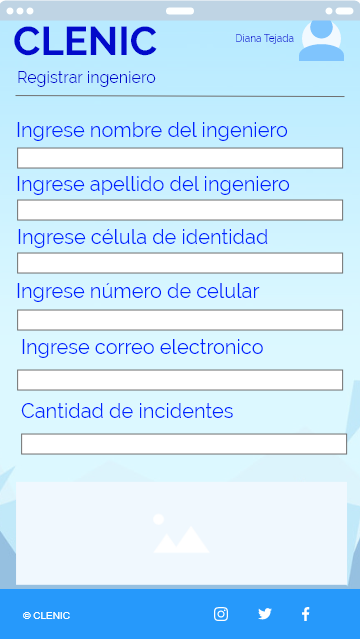 CLENIC
Diana Tejada
Registrar ingeniero
Ingrese nombre del ingeniero
Ingrese apellido del ingeniero
Ingrese célula de identidad
Ingrese número de celular
Ingrese correo electronico
Cantidad de incidentes
© CLENIC